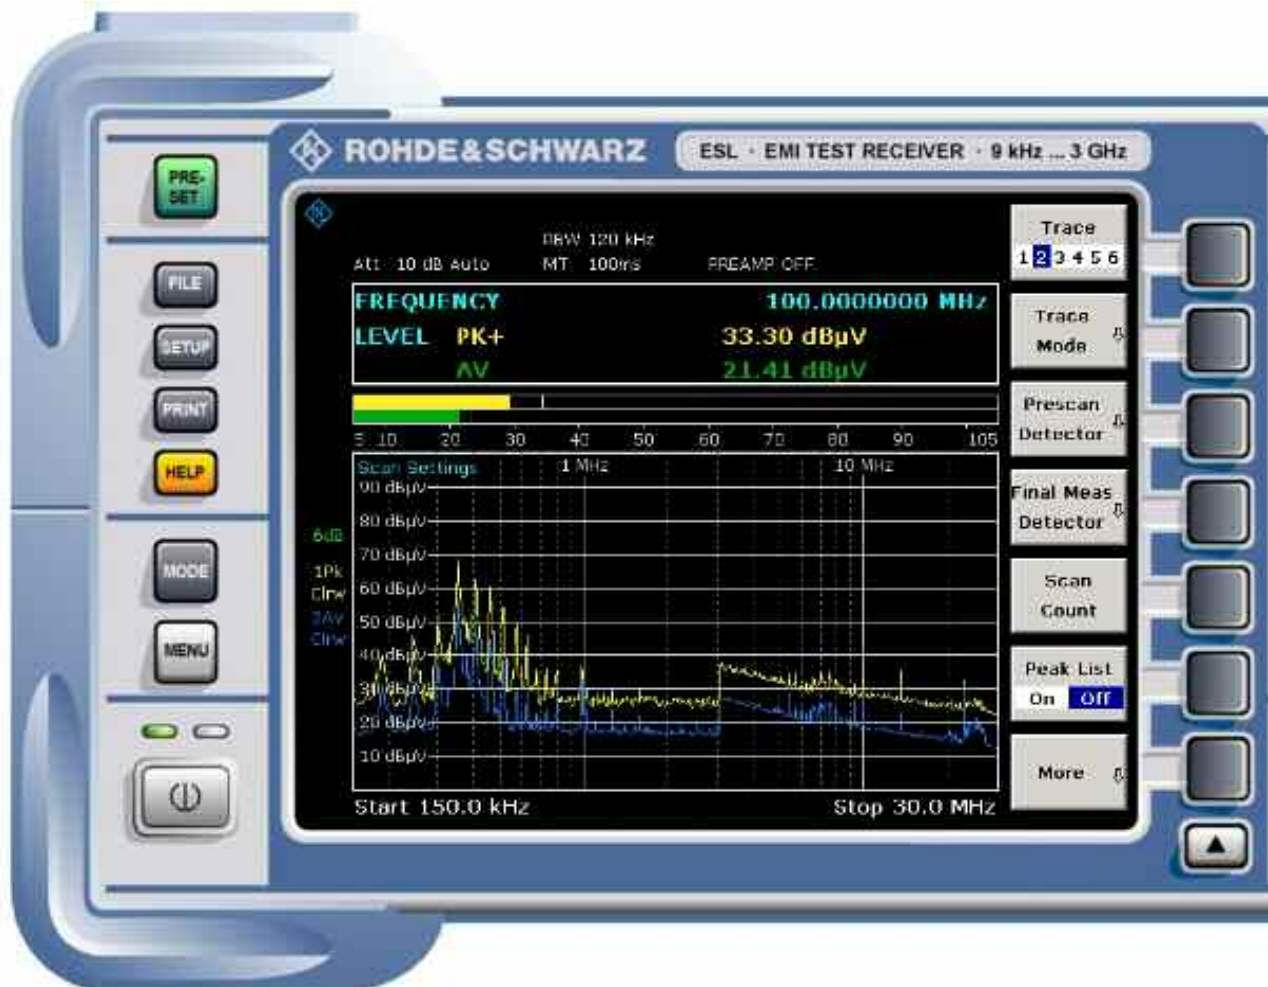 ROHDE&SCHWARZ
ESL · EMI TEST RECEIVER · 9 kHz ... 3 GHz
PRE-
SET
FILE
SETUP
PRINT
HELP
MODE
MENU
RBW 120 kHz
Att 10 dB Auto MT 100ms PREAMP OFF
FREQUENCY 100.0000000 MHz
LEVEL PK+ 33.30 dBµV
AV 21.41 dBµV
5 10 20 30 40 50 60 70 80 90 105
Scan Settings 1 MHz 10 MHz
90 dBµV
80 dBµV
6dB
70 dBµV
1Pk
Clrw
60 dBµV
2AV
Clrw
50 dBµV
40 dBµV
30 dBµV
20 dBµV
10 dBµV
Start 150.0 kHz Stop 30.0 MHz
Trace
1 2 3 4 5 6
Trace
Mode
Prescan
Detector
Final Meas
Detector
Scan
Count
Peak List
On Off
More